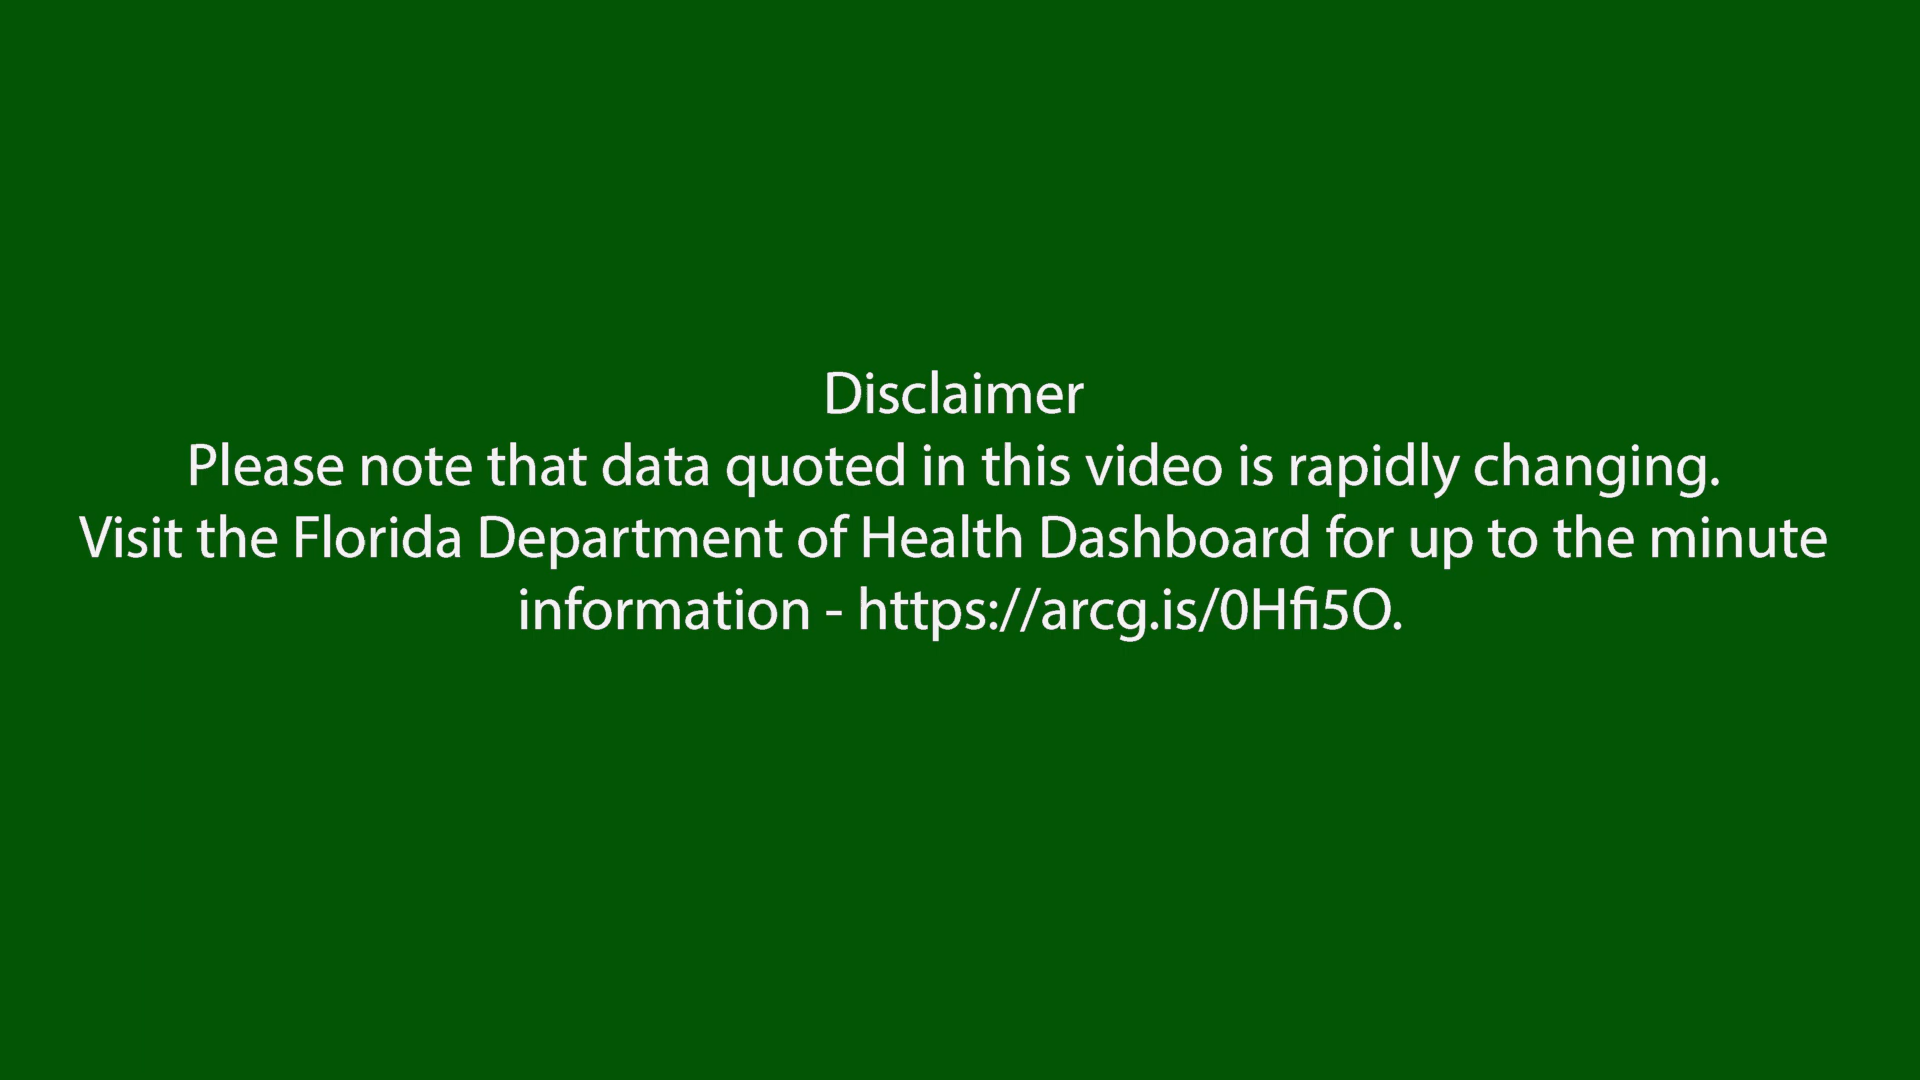 Disclaimer
Please note that data quoted in this video is rapidly changing.
Visit the Florida Department of Health Dashboard for up to the minute
information - https://arcg.is/0Hfi5O.